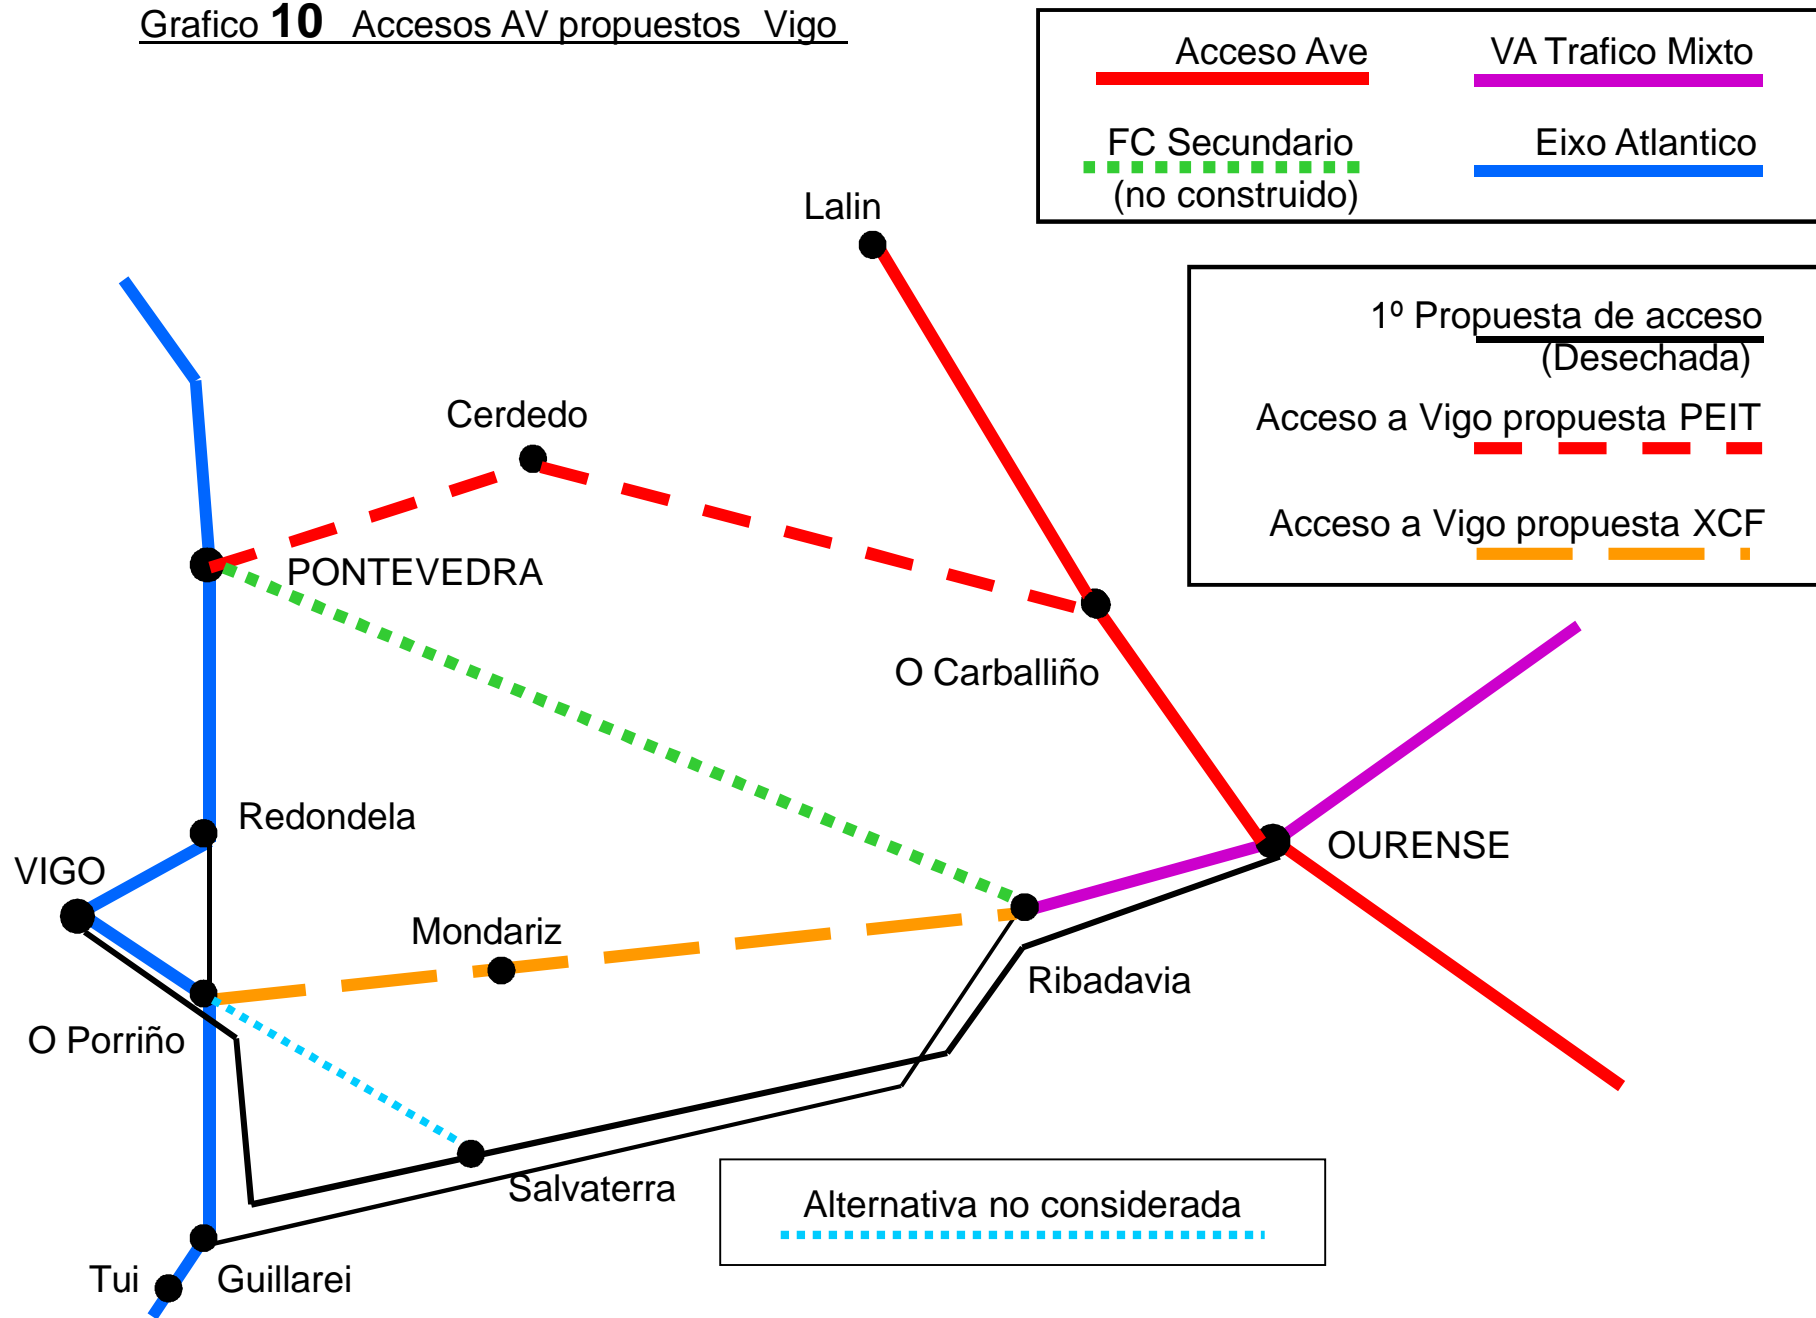 Grafico 10 Accesos AV propuestos Vigo
Acceso Ave
VA Trafico Mixto
FC Secundario
(no construido)
Eixo Atlantico
1º Propuesta de acceso
(Desechada)
Acceso a Vigo propuesta PEIT
Acceso a Vigo propuesta XCF
Lalin
Cerdedo
PONTEVEDRA
O Carballiño
Redondela
VIGO
OURENSE
Mondariz
Ribadavia
O Porriño
Salvaterra
Alternativa no considerada
Tui
Guillarei